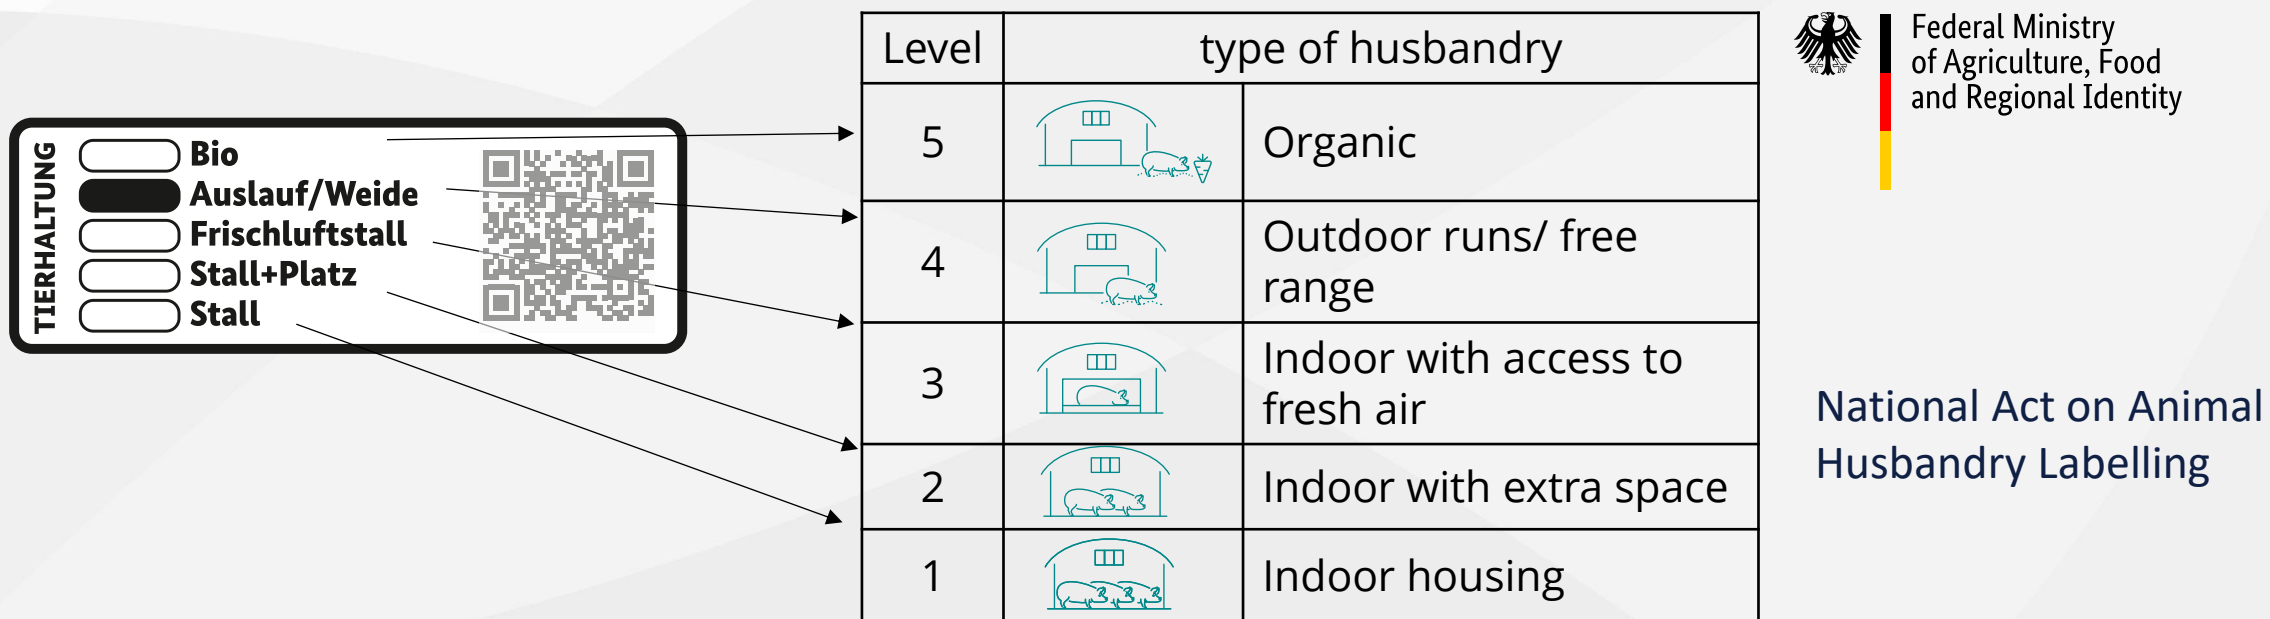 TIERHALTUNG
Bio
Auslauf/Weide
Frischluftstall
Stall+Platz
Stall
Level
type of husbandry
5
Organic
4
Outdoor runs/ free
range
3
Indoor with access to
fresh air
2
Indoor with extra space
1
Indoor housing
Federal Ministry
of Agriculture, Food
and Regional Identity
National Act on Animal
Husbandry Labelling